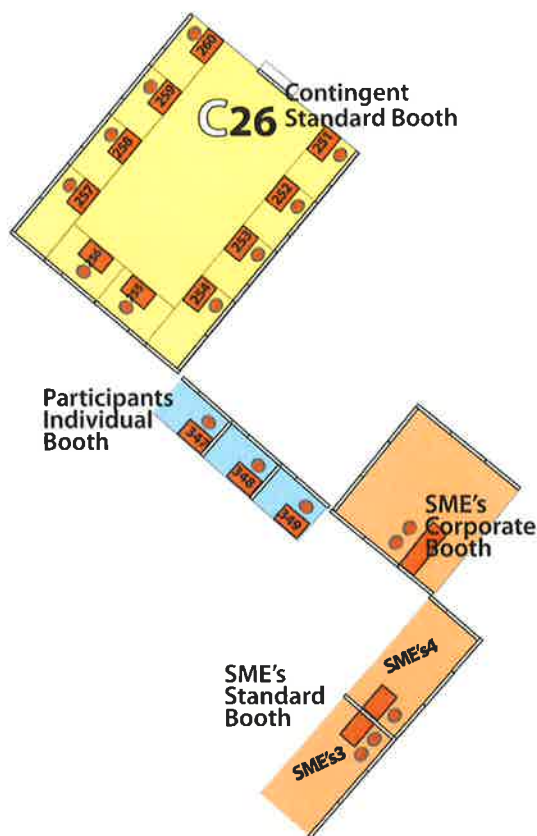 260
259
258
257
C26
Contingent
Standard Booth
251
252
253
254
Participants
Individual
Booth
347
348
349
SME's
Corporate
Booth
SME's
Standard
Booth
SME's4
SME's3